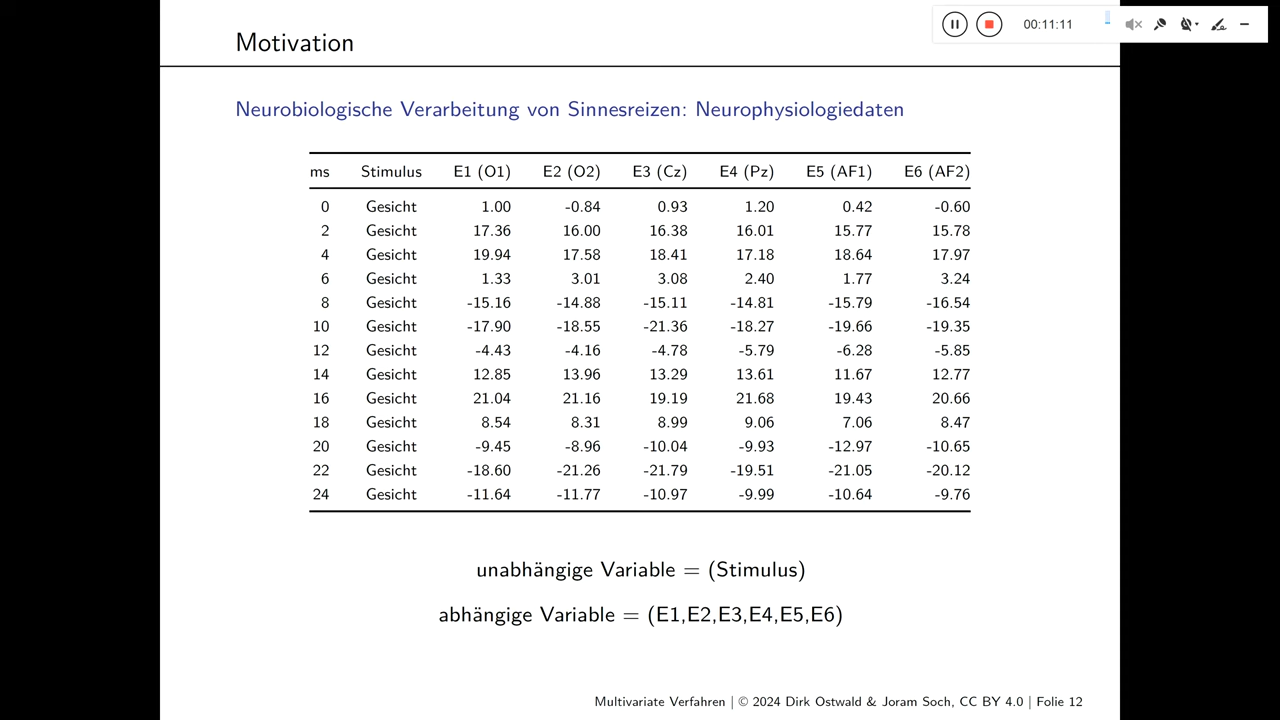 00:11:11
Motivation
Neurobiologische Verarbeitung von Sinnesreizen: Neurophysiologiedaten
ms Stimulus E1 (O1) E2 (O2) E3 (Cz) E4 (Pz) E5 (AF1) E6 (AF2)
0 Gesicht 1.00 -0.84 0.93 1.20 0.42 -0.60
2 Gesicht 17.36 16.00 16.38 16.01 15.77 15.78
4 Gesicht 19.94 17.58 18.41 17.18 18.64 17.97
6 Gesicht 1.33 3.01 3.08 2.40 1.77 3.24
8 Gesicht -15.16 -14.88 -15.11 -14.81 -15.79 -16.54
10 Gesicht -17.90 -18.55 -21.36 -18.27 -19.66 -19.35
12 Gesicht -4.43 -4.16 -4.78 -5.79 -6.28 -5.85
14 Gesicht 12.85 13.96 13.29 13.61 11.67 12.77
16 Gesicht 21.04 21.16 19.19 21.68 19.43 20.66
18 Gesicht 8.54 8.31 8.99 9.06 7.06 8.47
20 Gesicht -9.45 -8.96 -10.04 -9.93 -12.97 -10.65
22 Gesicht -18.60 -21.26 -21.79 -19.51 -21.05 -20.12
24 Gesicht -11.64 -11.77 -10.97 -9.99 -10.64 -9.76
unabhängige Variable = (Stimulus)
abhängige Variable = (E1,E2,E3,E4,E5,E6)
Multivariate Verfahren | © 2024 Dirk Ostwald & Joram Soch, CC BY 4.0 | Folie 12